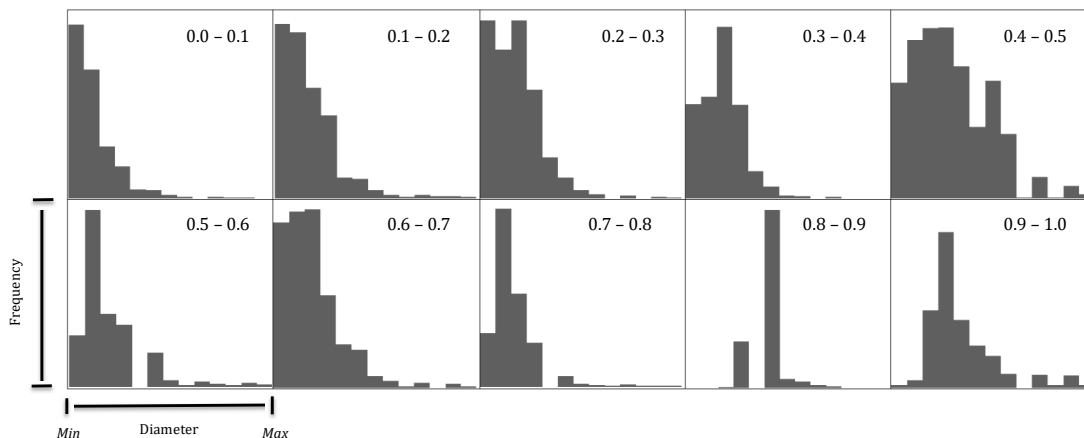 0.0 – 0.1
0.1 – 0.2
0.2 – 0.3
0.3 – 0.4
0.4 – 0.5
0.5 – 0.6
0.6 – 0.7
0.7 – 0.8
0.8 – 0.9
0.9 – 1.0
Frequency
Min
Diameter
Max